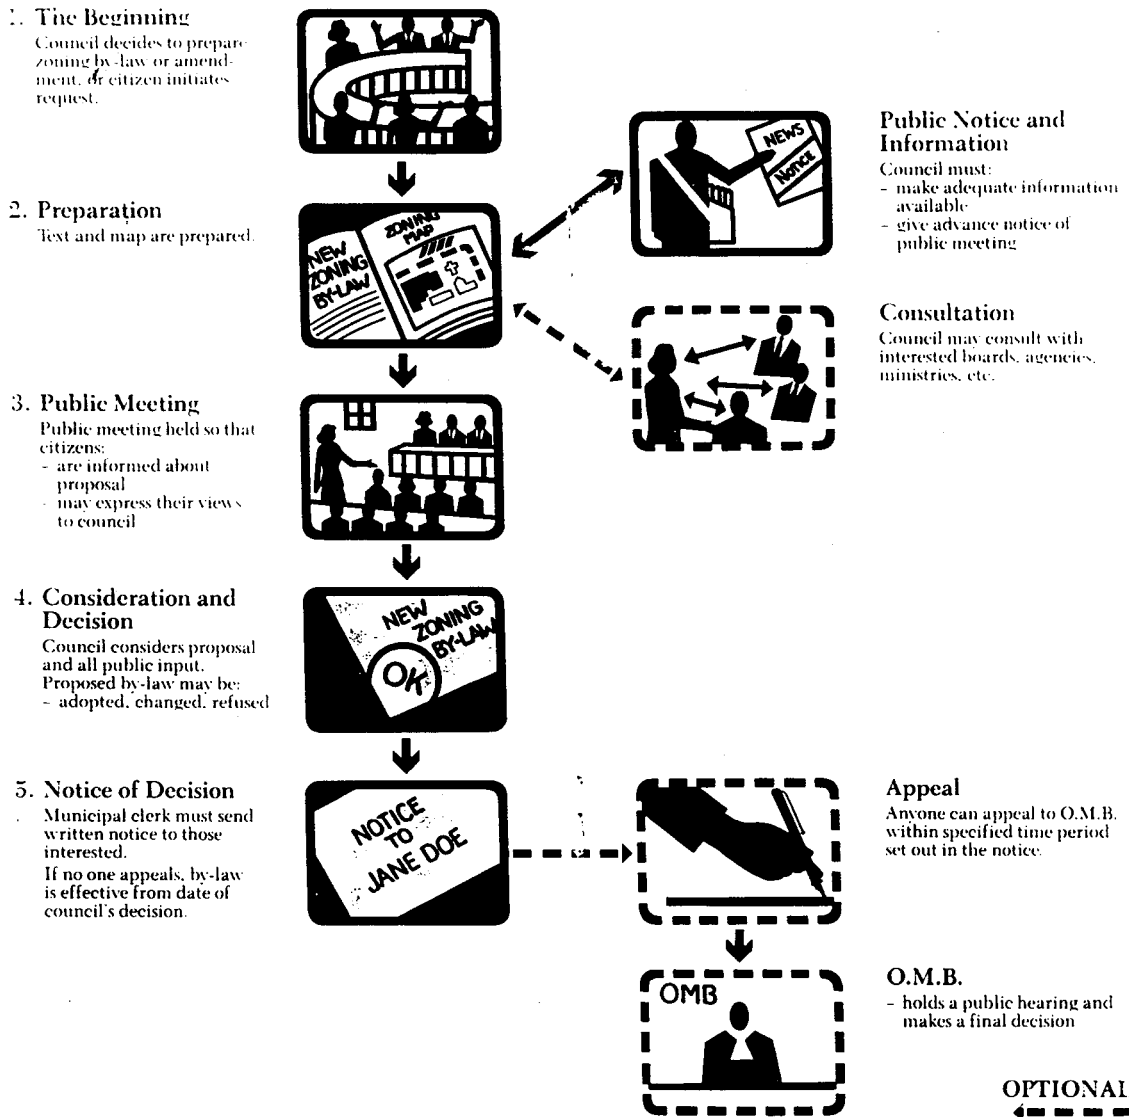 1. The Beginning
Council decides to prepare
zoning by-law or amend-
ment, or citizen initiates
request.
2. Preparation
Text and map are prepared.
NEW
ZONING
BY-LAW
ZONING
MAP
Public Notice and
Information
Council must:
- make adequate information
available
- give advance notice of
public meeting
NEWS
NOTICE
Consultation
Council may consult with
interested boards, agencies,
ministries, etc.
3. Public Meeting
Public meeting held so that
citizens:
- are informed about
proposal
- may express their views
to council
4. Consideration and
Decision
Council considers proposal
and all public input.
Proposed by-law may be:
- adopted, changed, refused
NEW
ZONING
BY-LAW
OK
5. Notice of Decision
Municipal clerk must send
written notice to those
interested.
If no one appeals, by-law
is effective from date of
council's decision.
NOTICE
TO
JANE DOE
Appeal
Anyone can appeal to O.M.B.
within specified time period
set out in the notice.
OMB
O.M.B.
- holds a public hearing and
makes a final decision
OPTIONAL